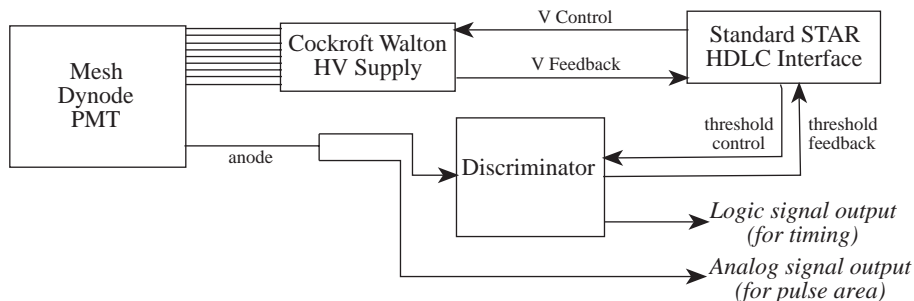 Mesh
Dynode
PMT
Cockroft Walton
HV Supply
V Control
V Feedback
Standard STAR
HDLC Interface
anode
Discriminator
threshold
control
threshold
feedback
Logic signal output
(for timing)
Analog signal output
(for pulse area)